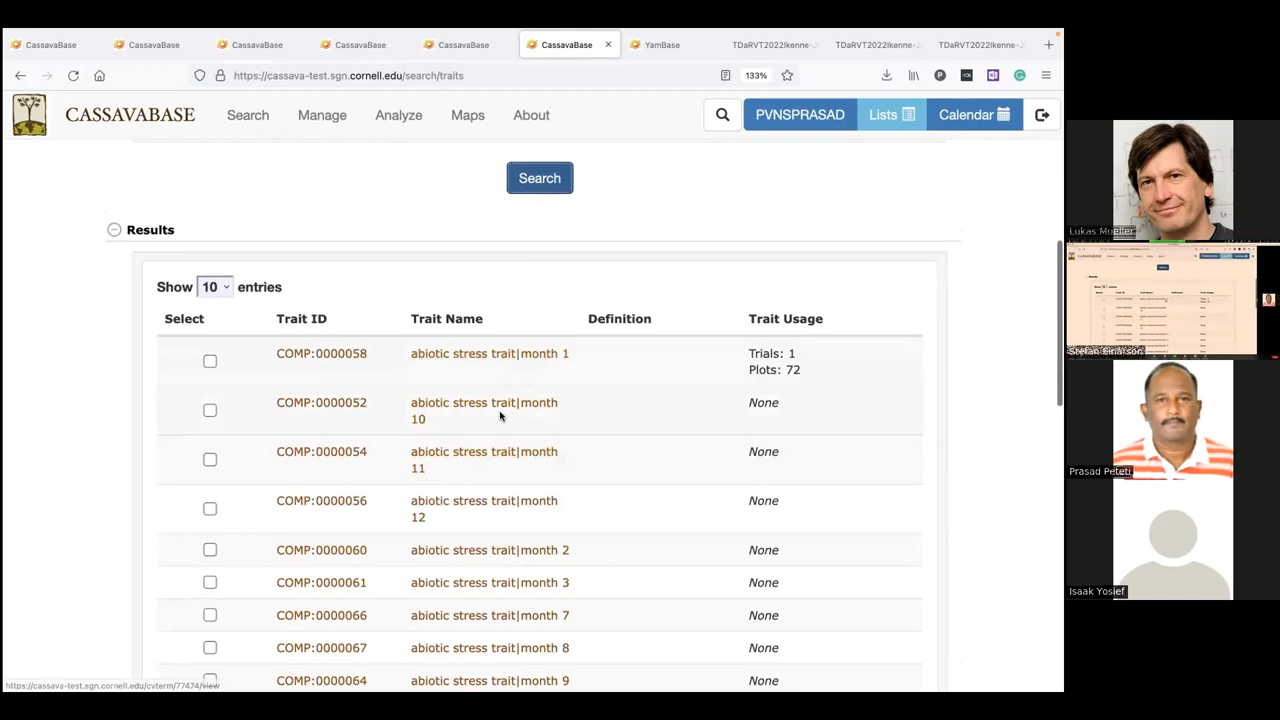 CassavaBase CassavaBase CassavaBase CassavaBase CassavaBase CassavaBase YamBase TDaRVT2022Ikenne- TDaRVT2022Ikenne- TDaRVT2022Ikenne-
https://cassava-test.sgn.cornell.edu/search/traits 133%
CASSAVABASE Search Manage Analyze Maps About PVNSPRASAD Lists Calendar
Search
Results
Show 10 entries
Select Trait ID Trait Name Definition Trait Usage
COMP:0000058 abiotic stress trait|month 1 Trials: 1
Plots: 72
COMP:0000052 abiotic stress trait|month None
10
COMP:0000054 abiotic stress trait|month None
11
COMP:0000056 abiotic stress trait|month None
12
COMP:0000060 abiotic stress trait|month 2 None
COMP:0000061 abiotic stress trait|month 3 None
COMP:0000066 abiotic stress trait|month 7 None
COMP:0000067 abiotic stress trait|month 8 None
COMP:0000064 abiotic stress trait|month 9 None
https://cassava-test.sgn.cornell.edu/cvterm/77474/view
Lukas Mueller
Stefan Einarson
Prasad Peteti
Isaak Yosief